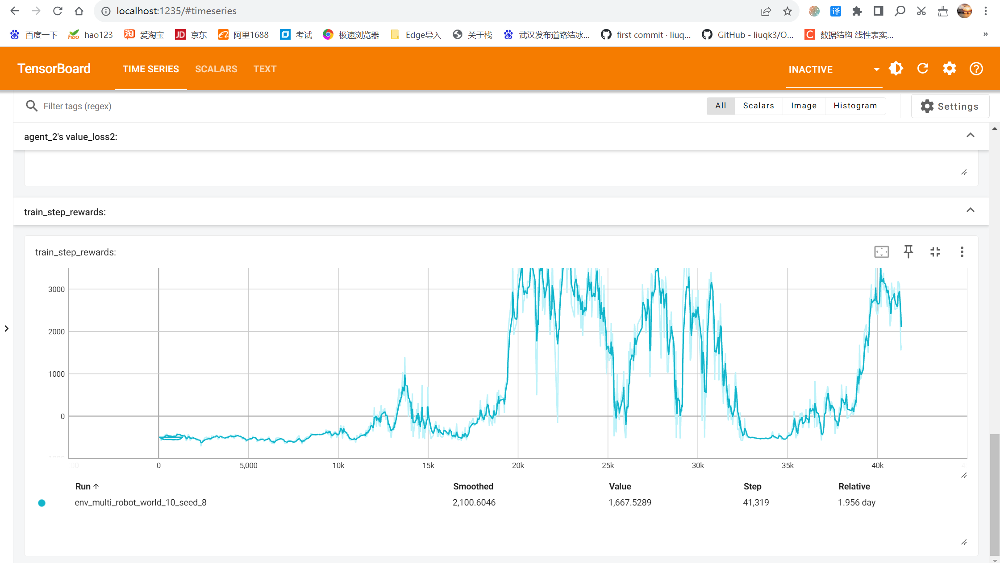 localhost:1235/#timeseries
译
百度一下 hao123 爱淘宝 京东 阿里1688 考试 极速浏览器 Edge导入 关于栈 武汉发布道路结冰... first commit · liuqk... GitHub - liuqk3/O... 数据结构 线性表实... »
TensorBoard TIME SERIES SCALARS TEXT INACTIVE
Filter tags (regex) All Scalars Image Histogram Settings
agent_2's value_loss2:
train_step_rewards:
train_step_rewards:
3000
2000
1000
0
0 5,000 10k 15k 20k 25k 30k 35k 40k
Run Smoothed Value Step Relative
env_multi_robot_world_10_seed_8 2,100.6046 1,667.5289 41,319 1.956 day